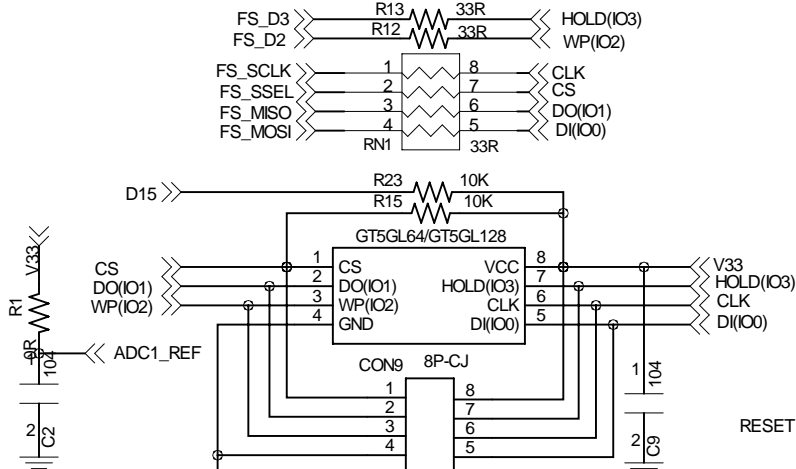 FS_D3 R13 33R HOLD(IO3)
FS_D2 R12 33R WP(IO2)
FS_SCLK 1 8 CLK
FS_SSEL 2 7 CS
FS_MISO 3 6 DO(IO1)
FS_MOSI 4 5 DI(IO0)
RN1 33R
D15 R23 10K
R15 10K
GT5GL64/GT5GL128
CS 1 CS VCC 8 V33
DO(IO1) 2 DO(IO1) HOLD(IO3) 7 HOLD(IO3)
WP(IO2) 3 WP(IO2) CLK 6 CLK
4 GND DI(IO0) 5 DI(IO0)
V33
R1
0R
ADC1_REF
104
2 C2
CON9 8P-CJ
1 8
2 7
3 6
4 5
1 104
2 C9
RESET